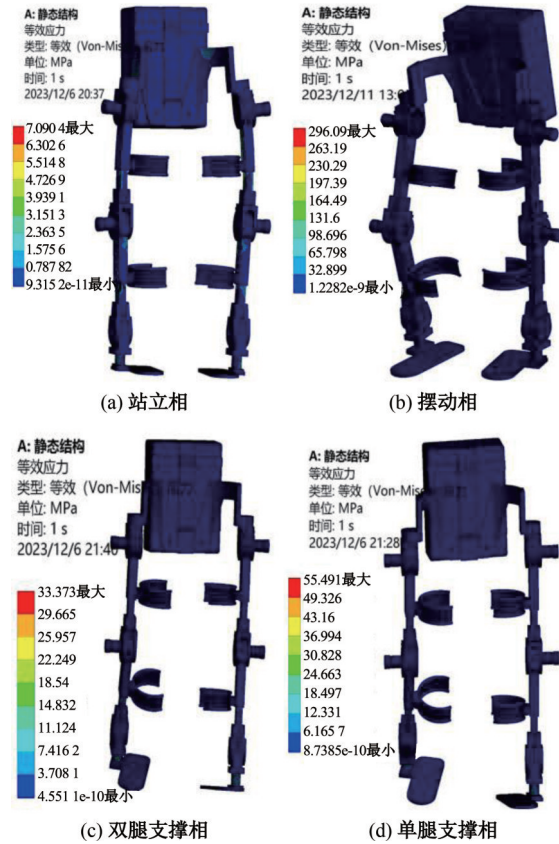 A: 静态结构
等效应力
类型: 等效 (Von-Mises)
单位: MPa
时间: 1 s
2023/12/6 20:37
7.090 4最大
6.302 6
5.514 8
4.726 9
3.939 1
3.151 3
2.363 5
1.575 6
0.787 82
9.315 2e-11最小
(a) 站立相
A: 静态结构
等效应力
类型: 等效 (Von-Mises)
单位: MPa
时间: 1 s
2023/12/11 13:
296.09最大
263.19
230.29
197.39
164.49
131.6
98.696
65.798
32.899
1.2282e-9最小
(b) 摆动相
A: 静态结构
等效应力
类型: 等效 (Von-Mises
单位: MPa
时间: 1 s
2023/12/6 21:40
33.373最大
29.665
25.957
22.249
18.54
14.832
11.124
7.416 2
3.708 1
4.551 1e-10最小
(c) 双腿支撑相
A: 静态结构
等效应力
类型: 等效 (Von-Mises)
单位: MPa
时间: 1 s
2023/12/6 21:28
55.491最大
49.326
43.16
36.994
30.828
24.663
18.497
12.331
6.165 7
8.7385e-10最小
(d) 单腿支撑相